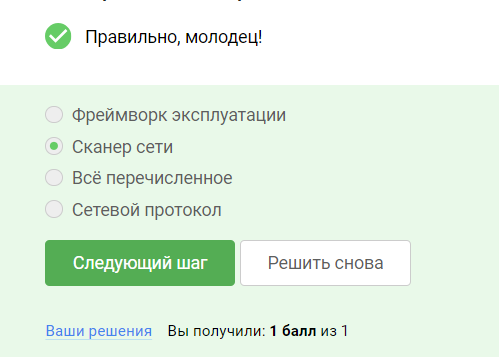 Правильно, молодец!
Фреймворк эксплуатации
Сканер сети
Всё перечисленное
Сетевой протокол
Следующий шаг
Решить снова
Ваши решения Вы получили: 1 балл из 1